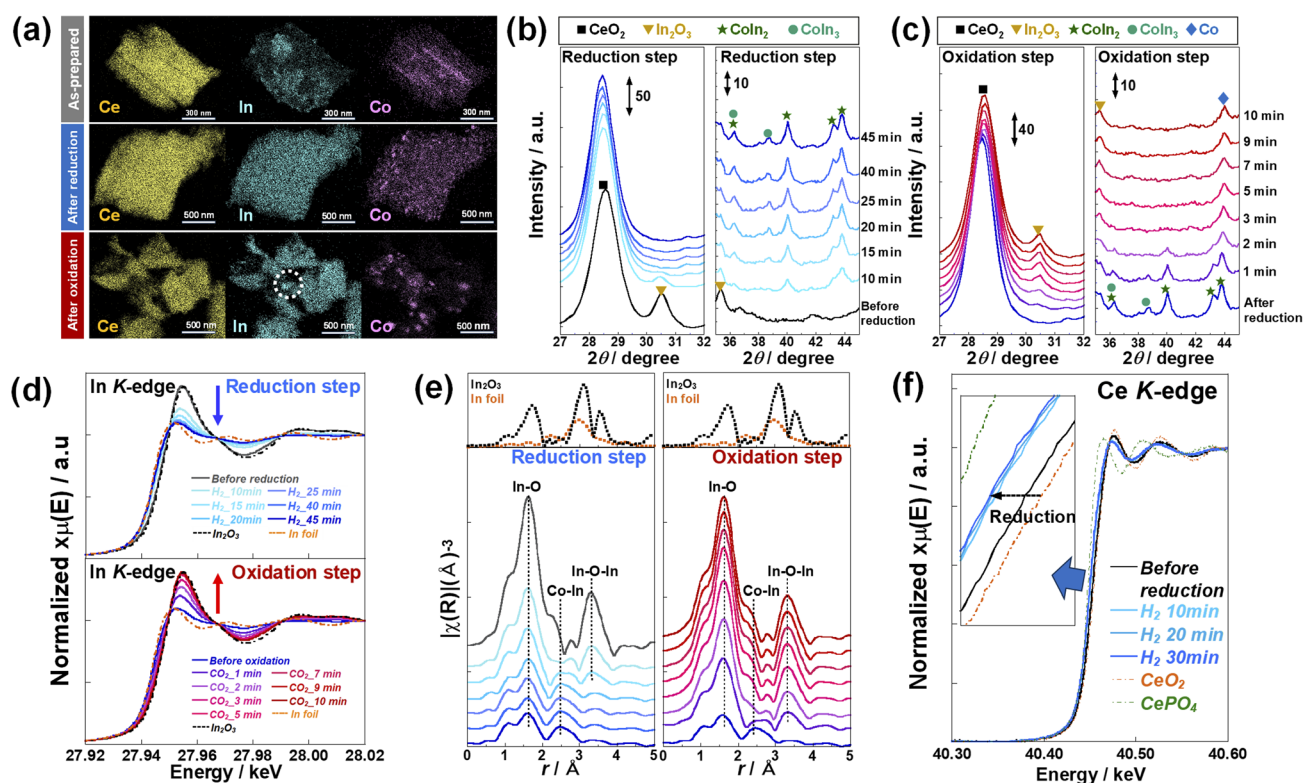 (a)
As-prepared
Ce
300 nm
In
300 nm
Co
300 nm
After reduction
Ce
500 nm
In
500 nm
Co
500 nm
After oxidation
Ce
500 nm
In
500 nm
Co
500 nm
(b)
CeO₂ In₂O₃ CoIn₂ CoIn₃
Reduction step
50
Reduction step
10
45 min
40 min
25 min
20 min
15 min
10 min
Before
reduction
Intensity / a.u.
27 28 29 30 31 32
36 38 40 42 44
2θ / degree
2θ / degree
(c)
CeO₂ In₂O₃ CoIn₂ CoIn₃ Co
Oxidation step
40
Oxidation step
10
10 min
9 min
7 min
5 min
3 min
2 min
1 min
After
reduction
Intensity / a.u.
27 28 29 30 31 32
36 38 40 42 44
2θ / degree
2θ / degree
(d)
In K-edge
Reduction step
Before reduction
H₂_10min
H₂_15 min
H₂_20min
In₂O₃
H₂_25 min
H₂_40 min
H₂_45 min
In foil
In K-edge
Oxidation step
Before oxidation
CO₂_1 min
CO₂_2 min
CO₂_3 min
CO₂_5 min
In₂O₃
CO₂_7 min
CO₂_9 min
CO₂_10 min
In foil
Normalized xμ(E) / a.u
27.92 27.94 27.96 27.98 28.00 28.02
Energy / keV
(e)
In₂O₃
In foil
Reduction step
In-O
Co-In
In-O-In
In₂O₃
In foil
Oxidation step
In-O
Co-In
In-O-In
|χ(R)|(Å)⁻³
0 1 2 3 4 5
0 1 2 3 4 5
r / Å
r / Å
(f)
Ce K-edge
Reduction
Before
reduction
H₂ 10min
H₂ 20 min
H₂ 30min
CeO₂
CePO₄
Normalized xμ(E) / a.u.
40.30 40.40 40.50 40.60
Energy / keV